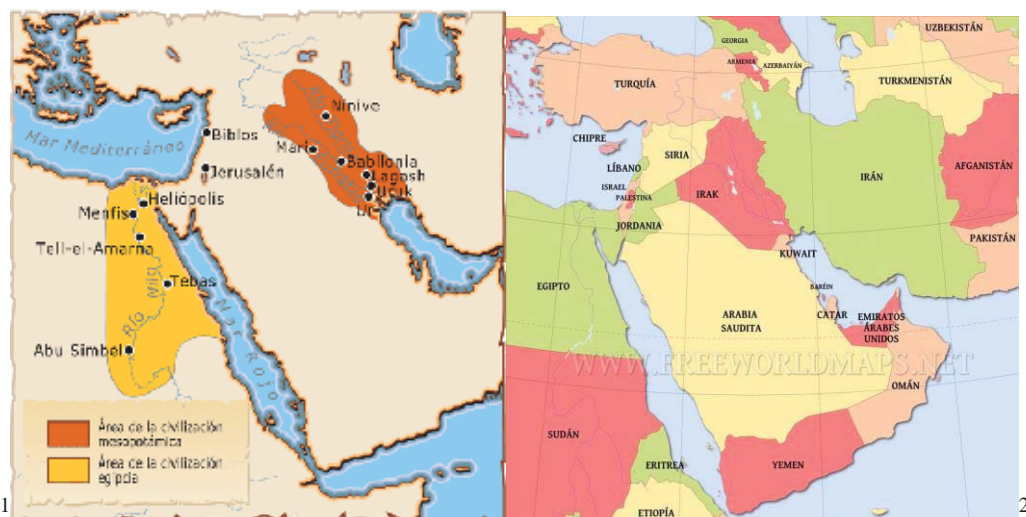 Nínive
Mar Mediterráneo
Biblos
Mari
Babilonia
Jerusalén
Lagash
Uruk
Ur
Heliópolis
Menfis
Tell-el-Amarna
Tebas
Río Nilo
Abu Simbel
Mar Rojo
Área de la civilización
mesopotámica
Área de la civilización
egipcia
1
UZBEKISTÁN
GEORGIA
ARMENIA
AZERBAIYÁN
TURKMENISTÁN
TURQUÍA
CHIPRE
SIRIA
LÍBANO
IRÁN
AFGANISTÁN
ISRAEL
PALESTINA
IRAK
JORDANIA
PAKISTÁN
KUWAIT
EGIPTO
BARÉIN
ARABIA
SAUDITA
CATAR
EMIRATOS
ÁRABES
UNIDOS
WWW.FREEWORLDMAPS.NET
OMÁN
SUDÁN
ERITREA
YEMEN
ETIOPÍA
2